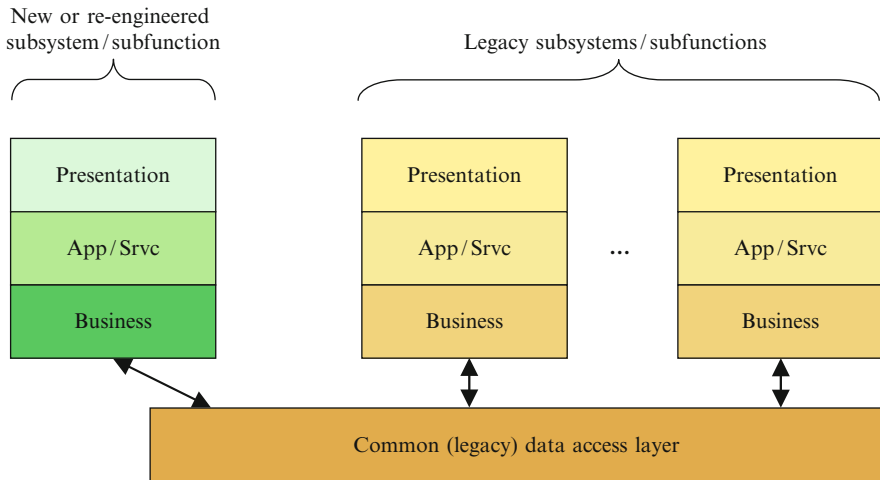 New or re-engineered
subsystem/subfunction
Legacy subsystems/subfunctions
Presentation
App/Srvc
Business
Presentation
App/Srvc
Business
...
Presentation
App/Srvc
Business
Common (legacy) data access layer